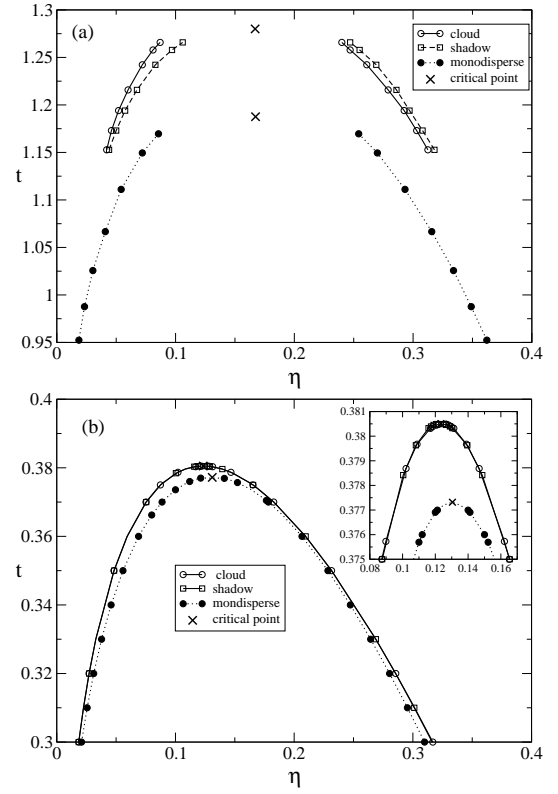 (a)
1.3
1.25
1.2
1.15
1.1
1.05
1
0.95
t
cloud
shadow
monodisperse
critical point
0
0.1
0.2
0.3
0.4
η
(b)
0.4
0.38
0.36
0.34
0.32
0.3
t
cloud
shadow
mondisperse
critical point
0.381
0.38
0.379
0.378
0.377
0.376
0.375
0.08
0.1
0.12
0.14
0.16
0
0.1
0.2
0.3
0.4
η